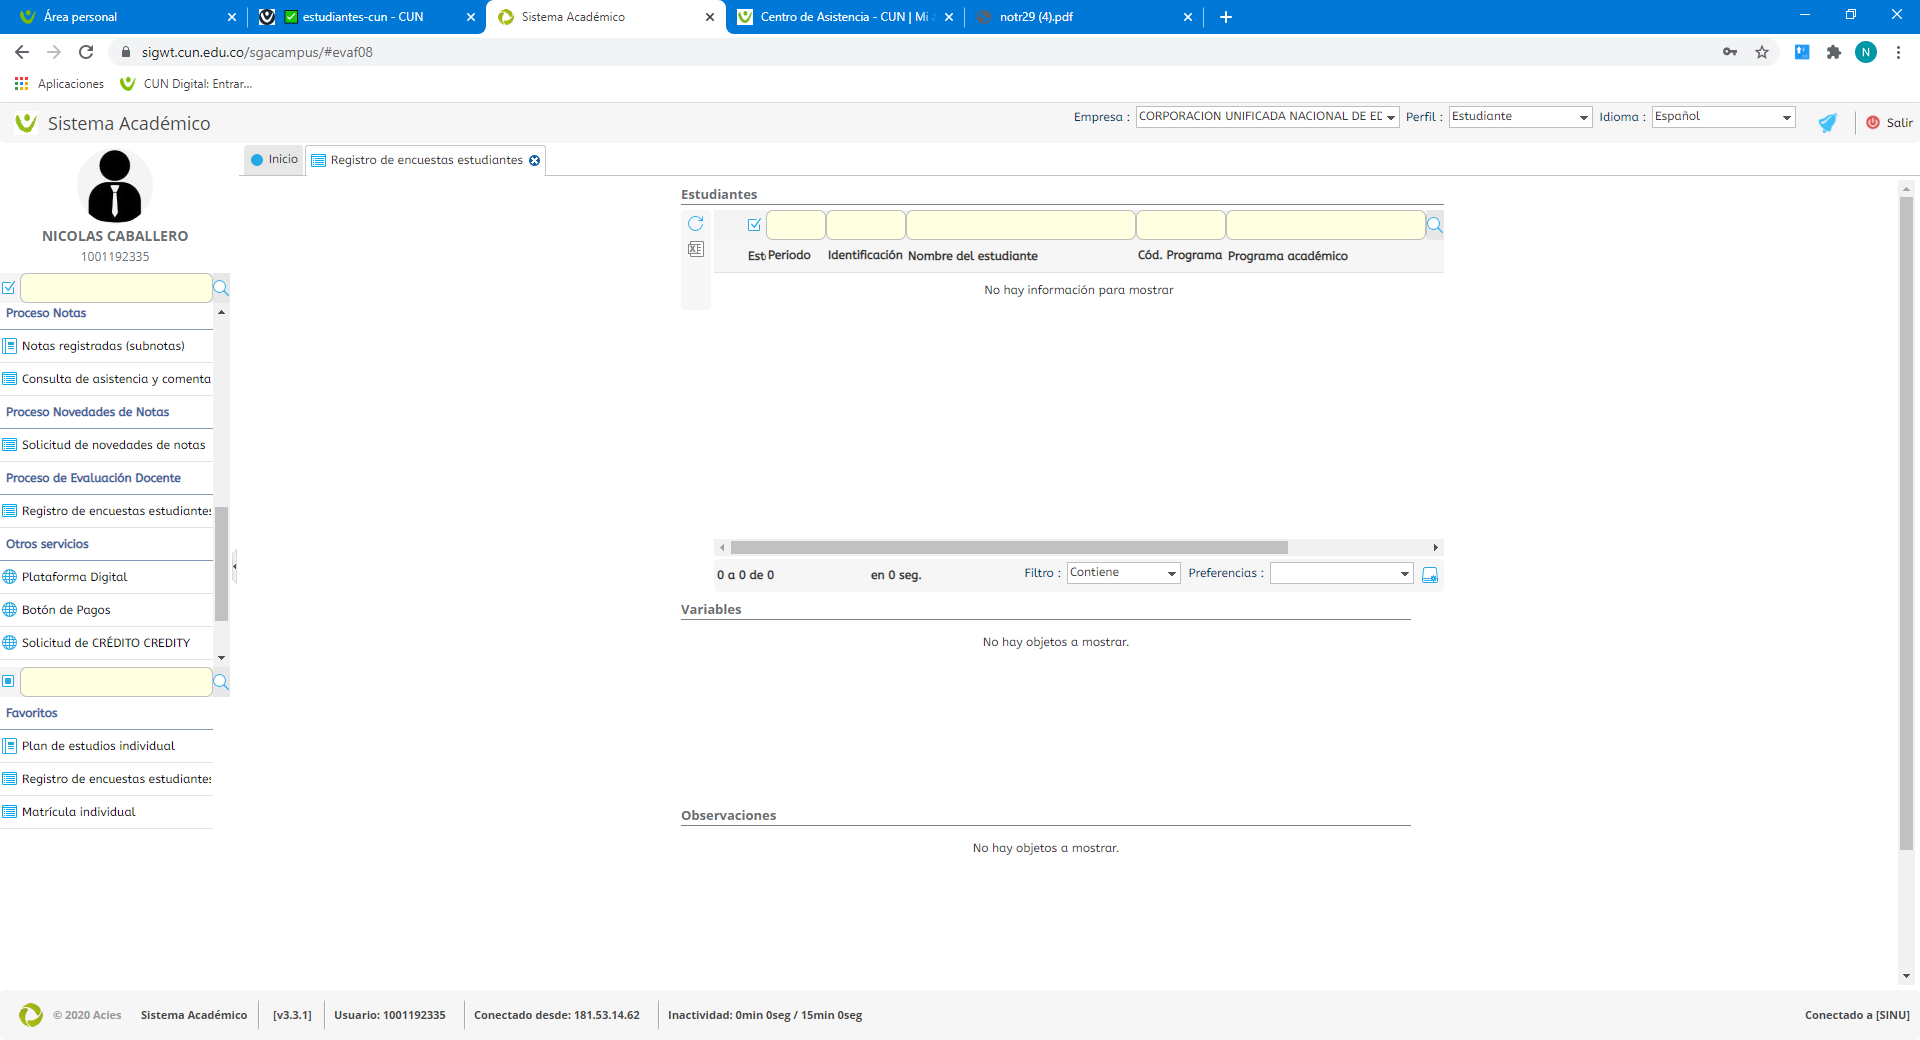 Área personal
✅ estudiantes-cun - CUN
Sistema Académico
Centro de Asistencia - CUN | Mi
notr29 (4).pdf
sigwt.cun.edu.co/sgacampus/#evaf08
N
Aplicaciones
CUN Digital: Entrar...
Sistema Académico
Empresa :
CORPORACION UNIFICADA NACIONAL DE ED
Perfil :
Estudiante
Idioma :
Español
Salir
NICOLAS CABALLERO
1001192335
Proceso Notas
Notas registradas (subnotas)
Consulta de asistencia y comenta
Proceso Novedades de Notas
Solicitud de novedades de notas
Proceso de Evaluación Docente
Registro de encuestas estudiantes
Otros servicios
Plataforma Digital
Botón de Pagos
Solicitud de CRÉDITO CREDITY
Favoritos
Plan de estudios individual
Registro de encuestas estudiantes
Matrícula individual
Inicio
Registro de encuestas estudiantes
Estudiantes
Est Periodo Identificación Nombre del estudiante Cód. Programa Programa académico
No hay información para mostrar
0 a 0 de 0 en 0 seg. Filtro : Contiene Preferencias :
Variables
No hay objetos a mostrar.
Observaciones
No hay objetos a mostrar.
© 2020 Acies Sistema Académico [v3.3.1] Usuario: 1001192335 Conectado desde: 181.53.14.62 Inactividad: 0min 0seg / 15min 0seg Conectado a [SINU]